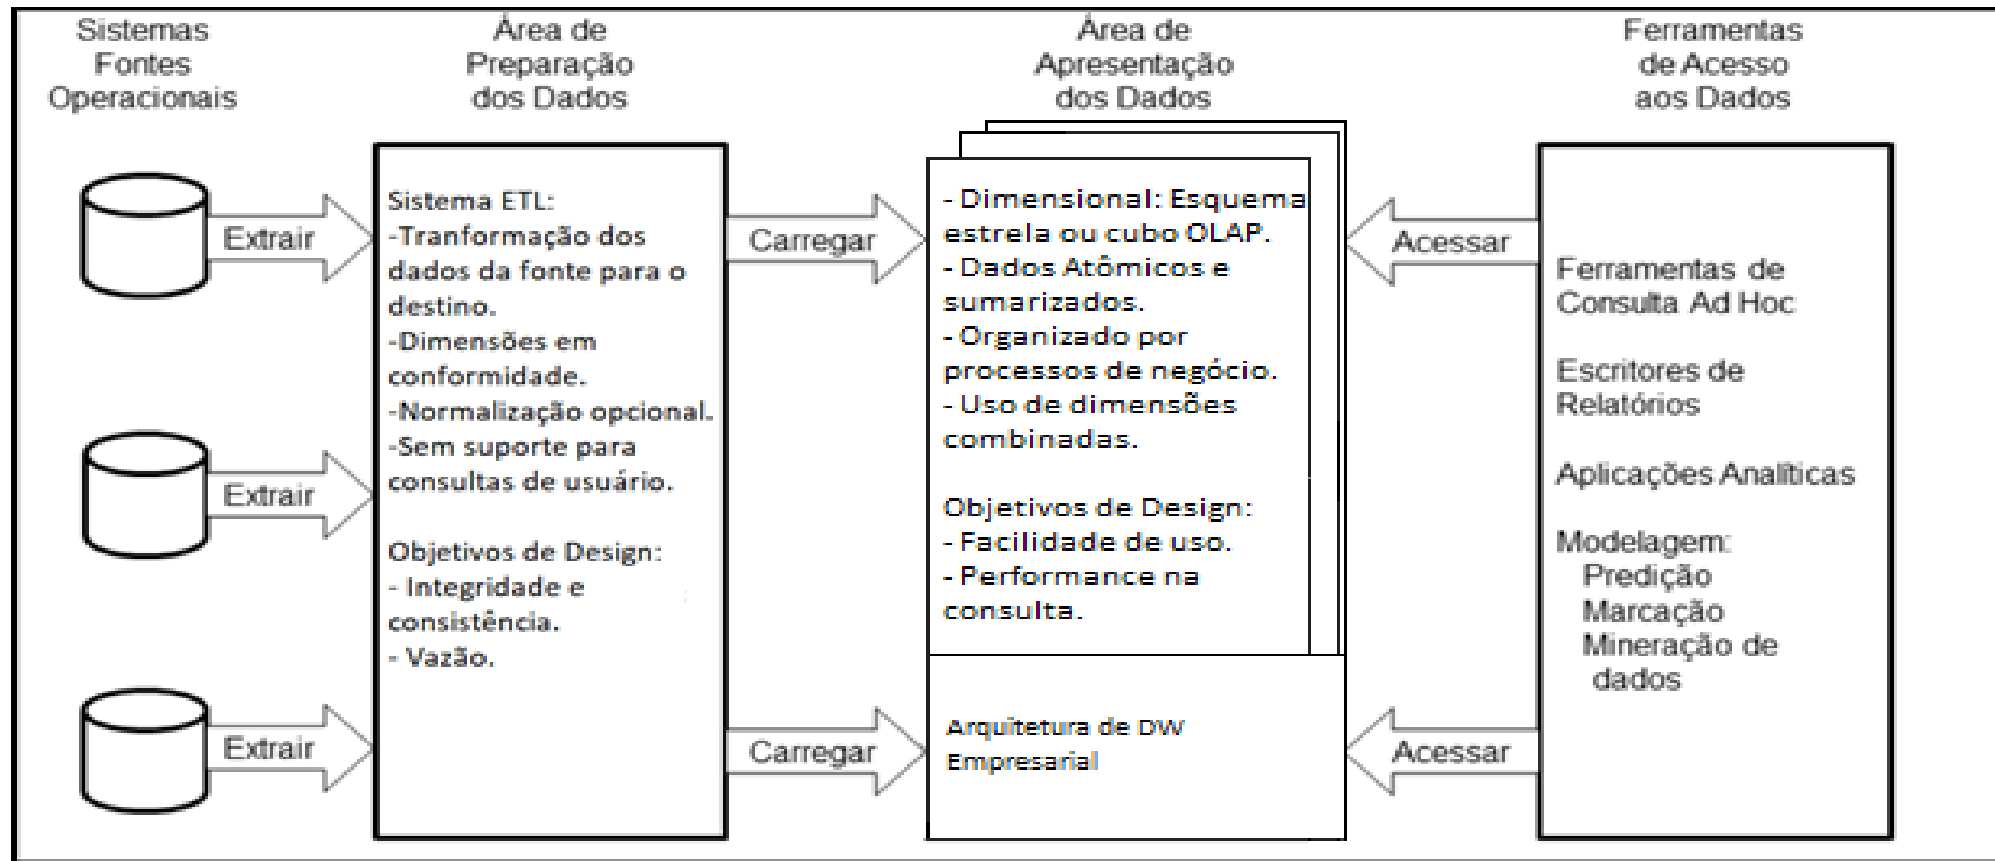 Sistemas
Fontes
Operacionais
Área de
Preparação
dos Dados
Área de
Apresentação
dos Dados
Ferramentas
de Acesso
aos Dados
Extrair
Extrair
Extrair
Sistema ETL:
-Tranformação dos
dados da fonte para o
destino.
-Dimensões em
conformidade.
-Normalização opcional.
-Sem suporte para
consultas de usuário.
Objetivos de Design:
- Integridade e
consistência.
- Vazão.
Carregar
Carregar
- Dimensional: Esquema
estrela ou cubo OLAP.
- Dados Atômicos e
sumarizados.
- Organizado por
processos de negócio.
- Uso de dimensões
combinadas.
Objetivos de Design:
- Facilidade de uso.
- Performance na
consulta.
Arquitetura de DW
Empresarial
Acessar
Acessar
Ferramentas de
Consulta Ad Hoc
Escritores de
Relatórios
Aplicações Analíticas
Modelagem:
Predição
Marcação
Mineração de
dados